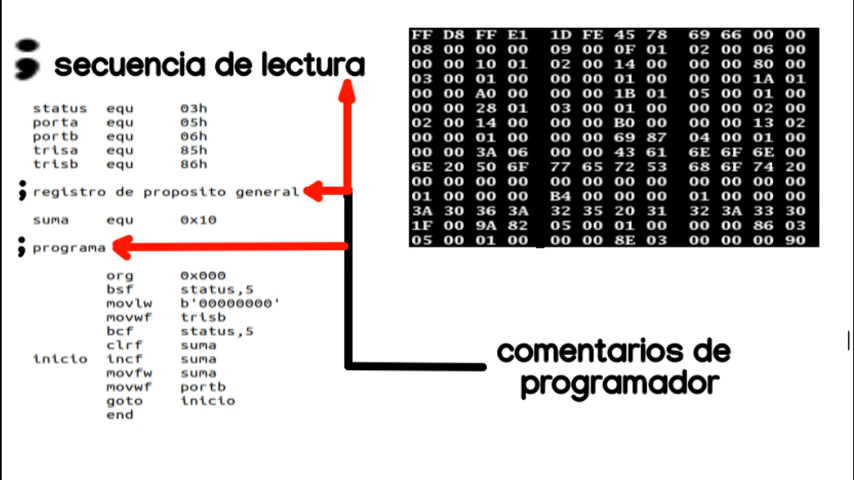 ; secuencia de lectura
status equ 03h
porta equ 05h
portb equ 06h
trisa equ 85h
trisb equ 86h
; registro de proposito general
suma equ 0x10
; programa
org 0x000
bsf status,5
movlw b'00000000'
movwf trisb
bcf status,5
clrf suma
inicio incf suma
movfw suma
movwf portb
goto inicio
end
FF D8 FF E1 1D FE 45 78 69 66 00 00
08 00 00 00 09 00 0F 01 02 00 06 00
00 00 10 01 02 00 14 00 00 00 80 00
03 00 01 00 00 00 01 00 00 00 1A 01
00 00 A0 00 00 00 1B 01 05 00 01 00
00 00 28 01 03 00 01 00 00 00 02 00
02 00 14 00 00 00 B0 00 00 00 13 02
00 00 01 00 00 00 69 87 04 00 01 00
00 00 3A 06 00 00 43 61 6E 6F 6E 00
6E 20 50 6F 77 65 72 53 68 6F 74 20
00 00 00 00 00 00 00 00 00 00 00 00
01 00 00 00 B4 00 00 00 01 00 00 00
3A 30 36 3A 32 35 20 31 32 3A 33 30
1F 00 9A 82 05 00 01 00 00 00 86 03
05 00 01 00 00 00 8E 03 00 00 00 90
comentarios de
programador